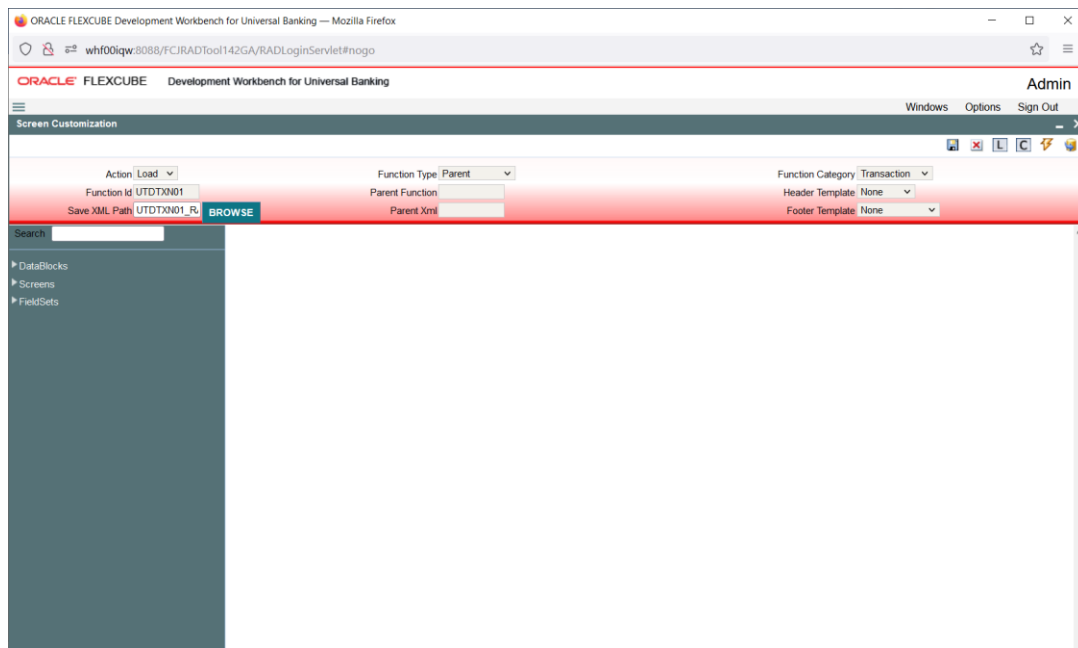 ORACLE FLEXCUBE Development Workbench for Universal Banking — Mozilla Firefox
whf00iqw:8088/FCJRADTool142GA/RADLoginServlet#nogo
ORACLE FLEXCUBE Development Workbench for Universal Banking
Admin
Windows Options Sign Out
Screen Customization
L C
Action Load Function Type Parent Function Category Transaction
Function Id UTDTXN01 Parent Function Header Template None
Save XML Path UTDTXN01_R BROWSE Parent Xml Footer Template None
Search
DataBlocks
Screens
FieldSets